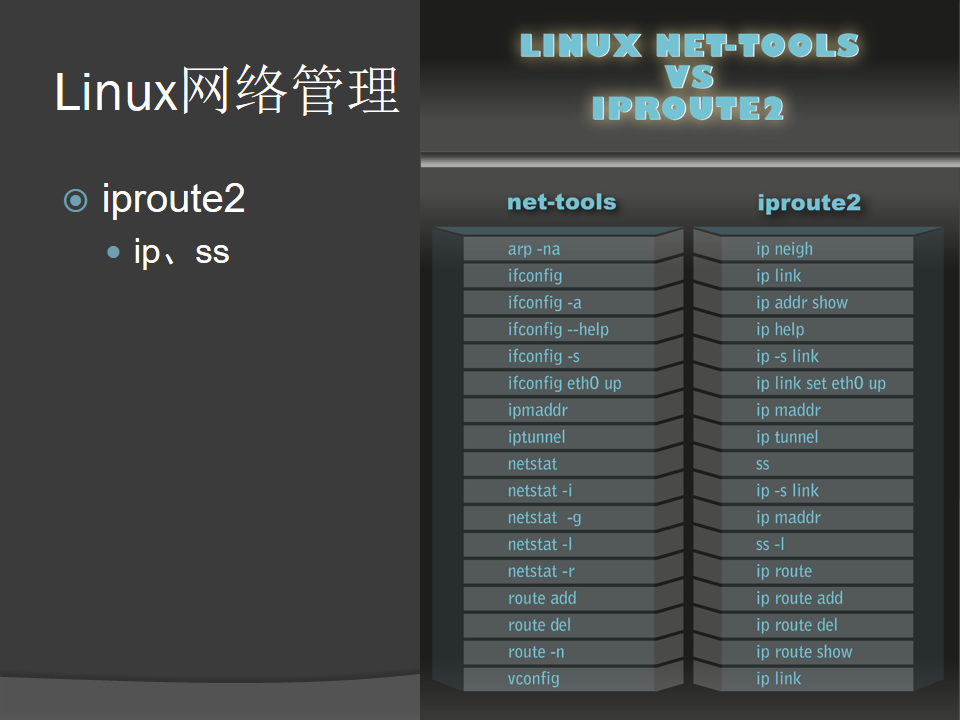 Linux网络管理
iproute2
ip、ss
LINUX NET-TOOLS
VS
IPROUTE2
net-tools iproute2
arp -na ip neigh
ifconfig ip link
ifconfig -a ip addr show
ifconfig --help ip help
ifconfig -s ip -s link
ifconfig eth0 up ip link set eth0 up
ipmaddr ip maddr
iptunnel ip tunnel
netstat ss
netstat -i ip -s link
netstat -g ip maddr
netstat -l ss -l
netstat -r ip route
route add ip route add
route del ip route del
route -n ip route show
vconfig ip link